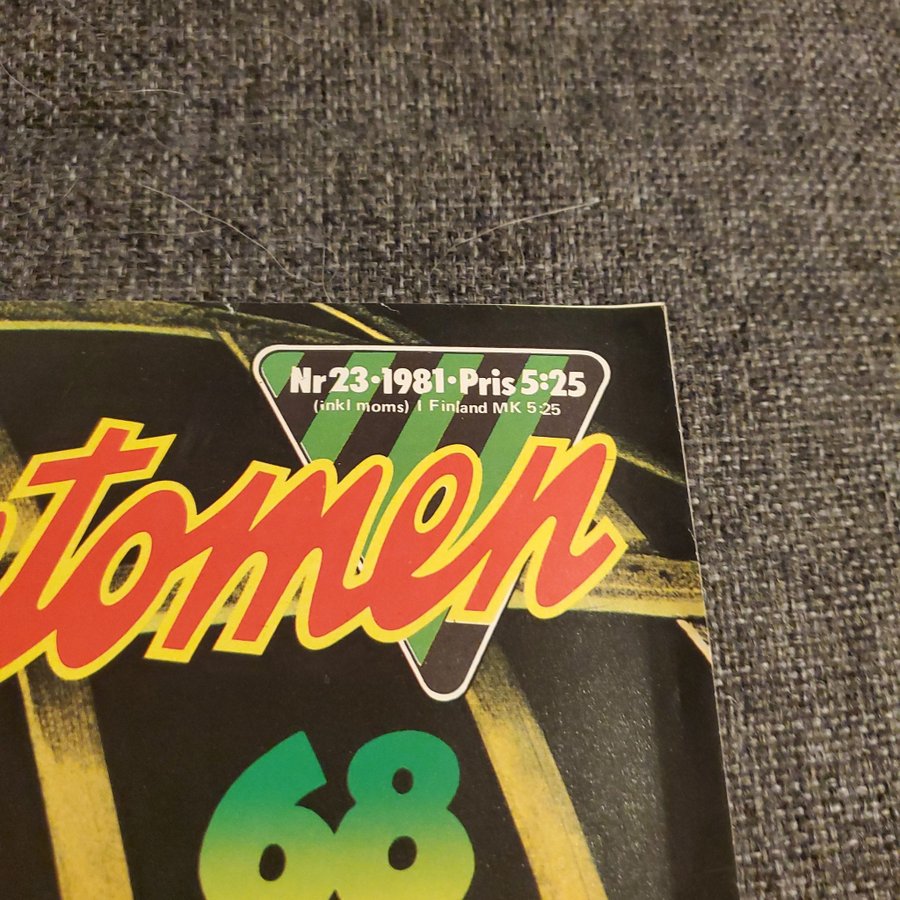 Nr 23·1981·Pris 5:25
(inkl moms) I Finland MK 5:25
tomen
68